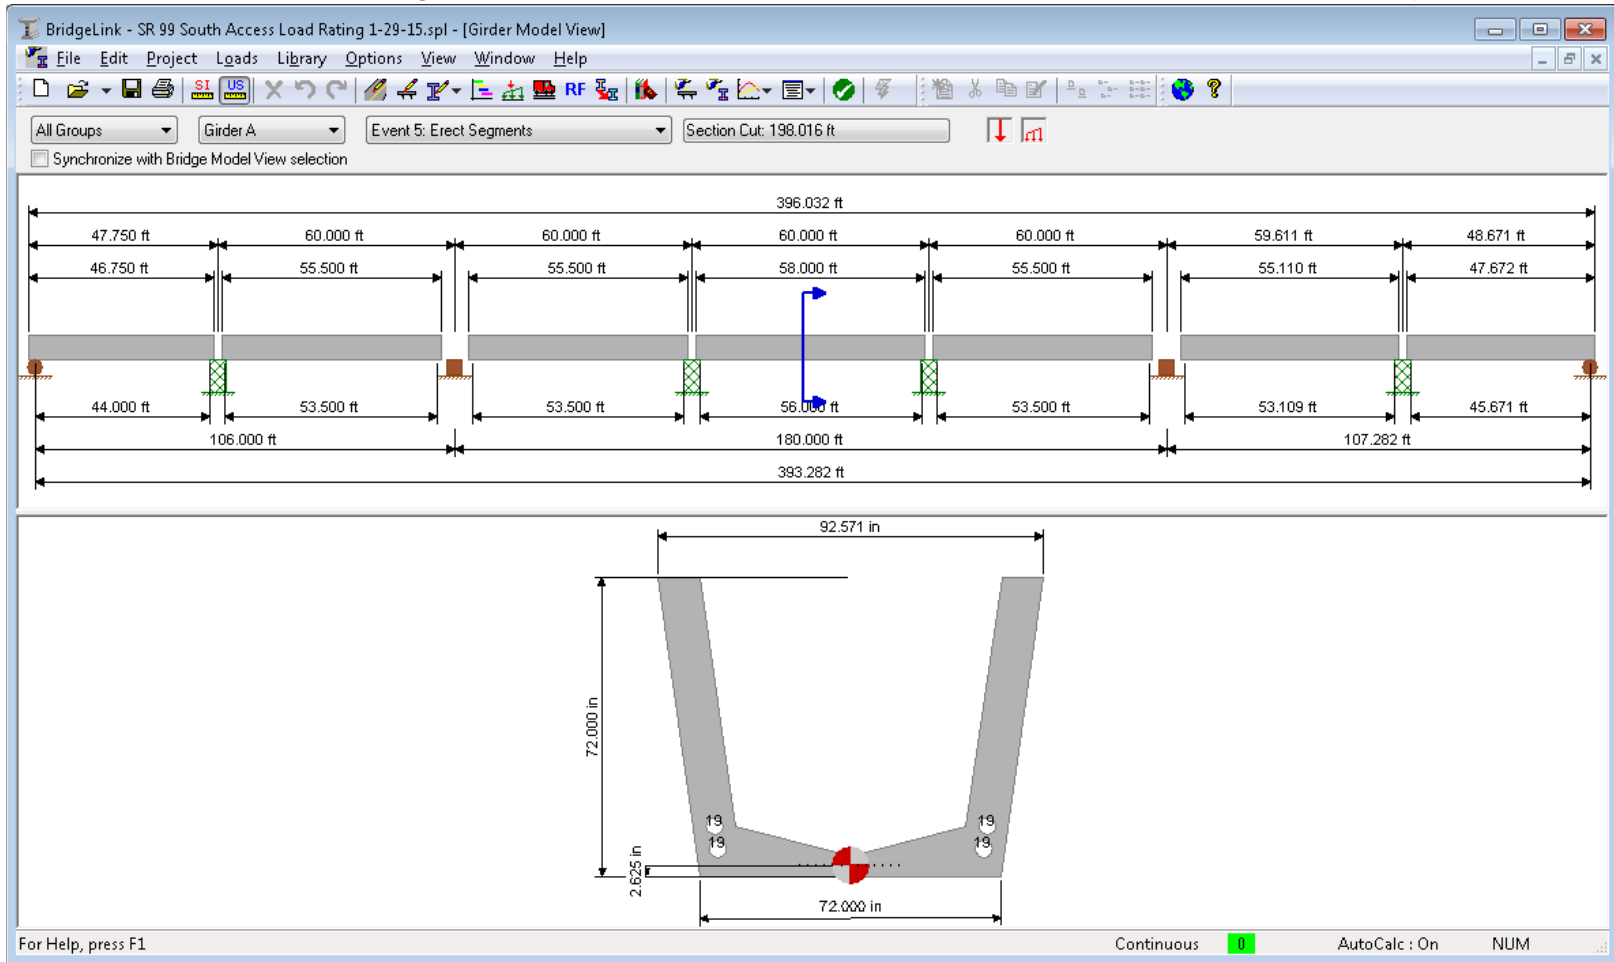 BridgeLink - SR 99 South Access Load Rating 1-29-15.spl - [Girder Model View]
File Edit Project Loads Library Options View Window Help
SI US RF
All Groups Girder A Event 5: Erect Segments Section Cut: 198.016 ft
Synchronize with Bridge Model View selection
396.032 ft
47.750 ft 60.000 ft 60.000 ft 60.000 ft 60.000 ft 59.611 ft 48.671 ft
46.750 ft 55.500 ft 55.500 ft 58.000 ft 55.500 ft 55.110 ft 47.672 ft
44.000 ft 53.500 ft 53.500 ft 56.000 ft 53.500 ft 53.109 ft 45.671 ft
106.000 ft 180.000 ft 107.282 ft
393.282 ft
92.571 in
72.000 in
19 19
19 19
2.625 in
72.000 in
For Help, press F1 Continuous 0 AutoCalc : On NUM